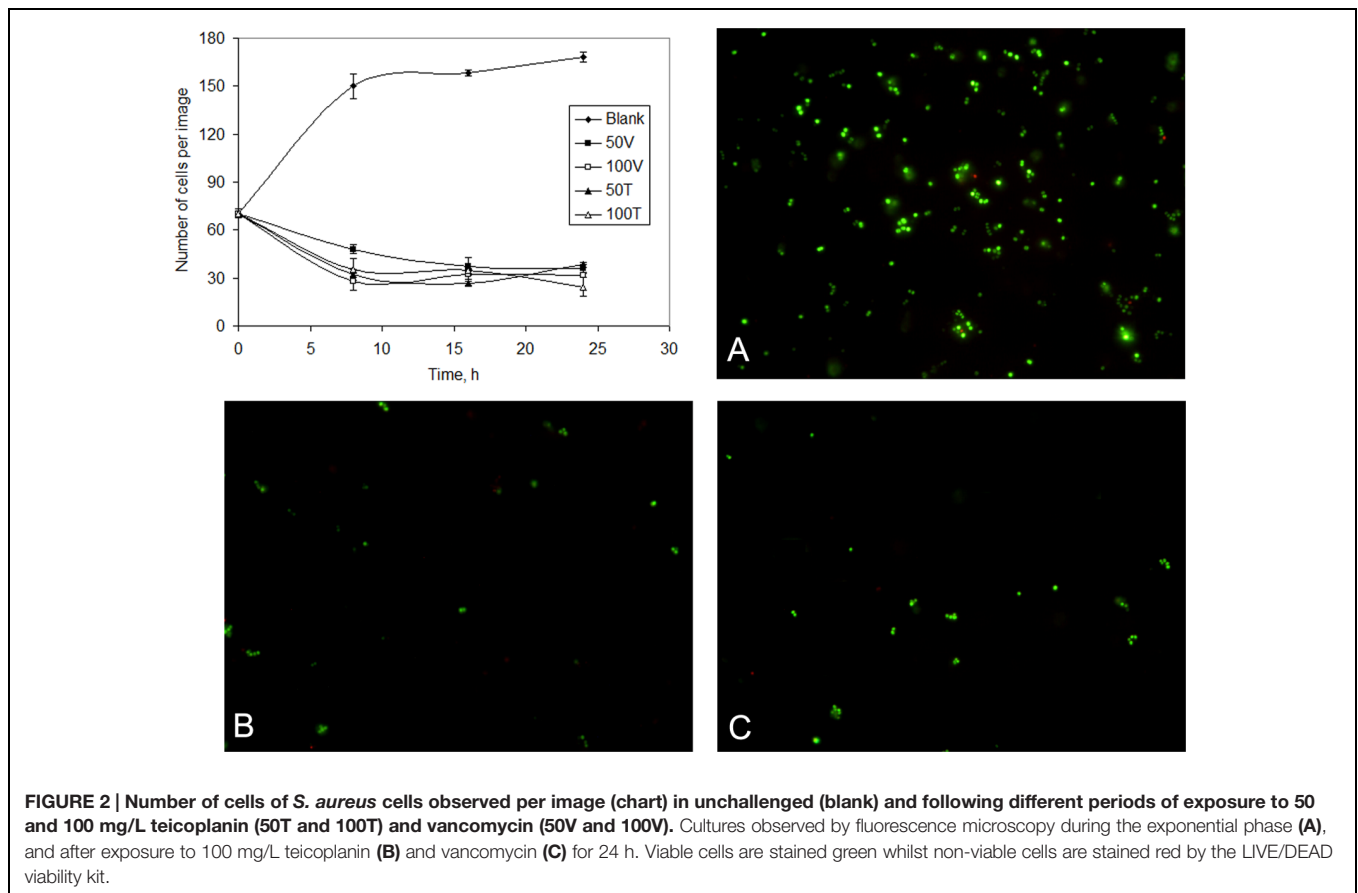 180
150
120
90
60
30
0
Number of cells per image
0 5 10 15 20 25 30
Time, h
Blank
50V
100V
50T
100T
A
B
C
FIGURE 2 | Number of cells of S. aureus cells observed per image (chart) in unchallenged (blank) and following different periods of exposure to 50
and 100 mg/L teicoplanin (50T and 100T) and vancomycin (50V and 100V). Cultures observed by fluorescence microscopy during the exponential phase (A),
and after exposure to 100 mg/L teicoplanin (B) and vancomycin (C) for 24 h. Viable cells are stained green whilst non-viable cells are stained red by the LIVE/DEAD
viability kit.